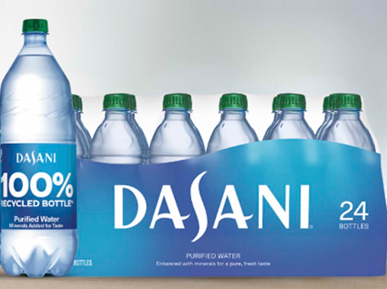 DASANI
100%
RECYCLED BOTTLE*
Purified Water
Minerals Added for Taste
DASANI®
24
BOTTLES
BOTTLES
PURIFIED WATER
Enhanced with minerals for a pure, fresh taste